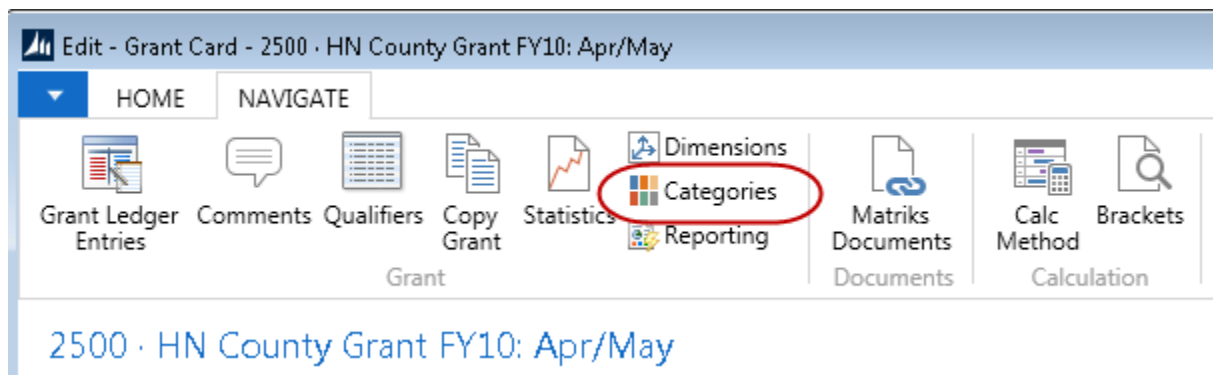 Edit - Grant Card - 2500 · HN County Grant FY10: Apr/May
HOME NAVIGATE
Grant Ledger Entries
Comments
Qualifiers
Copy Grant
Statistics
Dimensions
Categories
Reporting
Grant
Matriks Documents
Documents
Calc Method
Brackets
Calculation
2500 · HN County Grant FY10: Apr/May